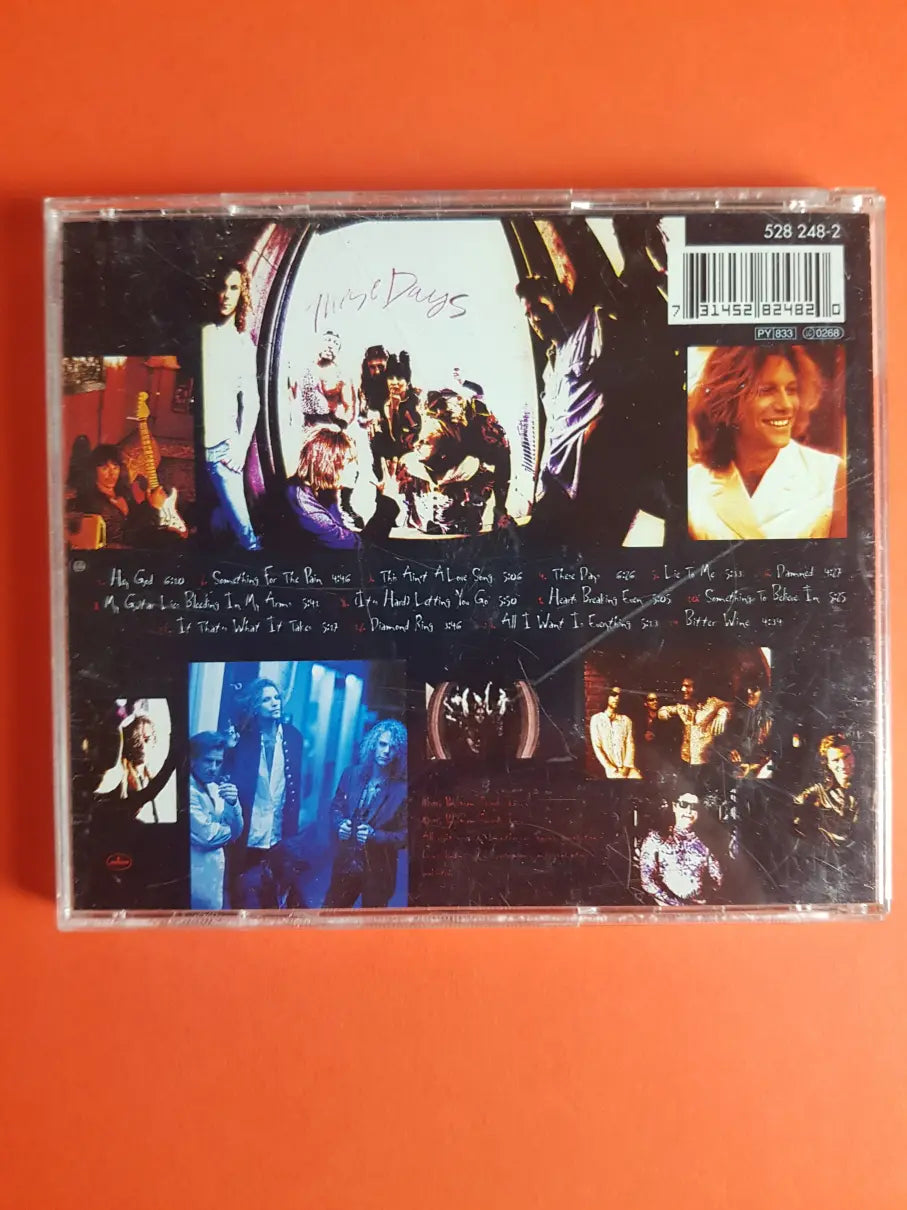 528 248-2
7 31452 82482 0
PY 833 0268
These Days
1. Hey God 6:10 2. Something For The Pain 4:46 3. This Ain't A Love Song 5:06 4. These Days 6:26 5. Lie To Me 5:33 6. Damned 4:27
7. My Guitar Lies Bleeding In My Arms 5:41 8. (It's Hard) Letting You Go 5:50 9. Heart Breaking Even 5:05 10. Something To Believe In 5:25
11. If That's What It Takes 5:17 12. Diamond Ring 3:46 13. All I Want Is Everything 5:13 14. Bitter Wine 4:34